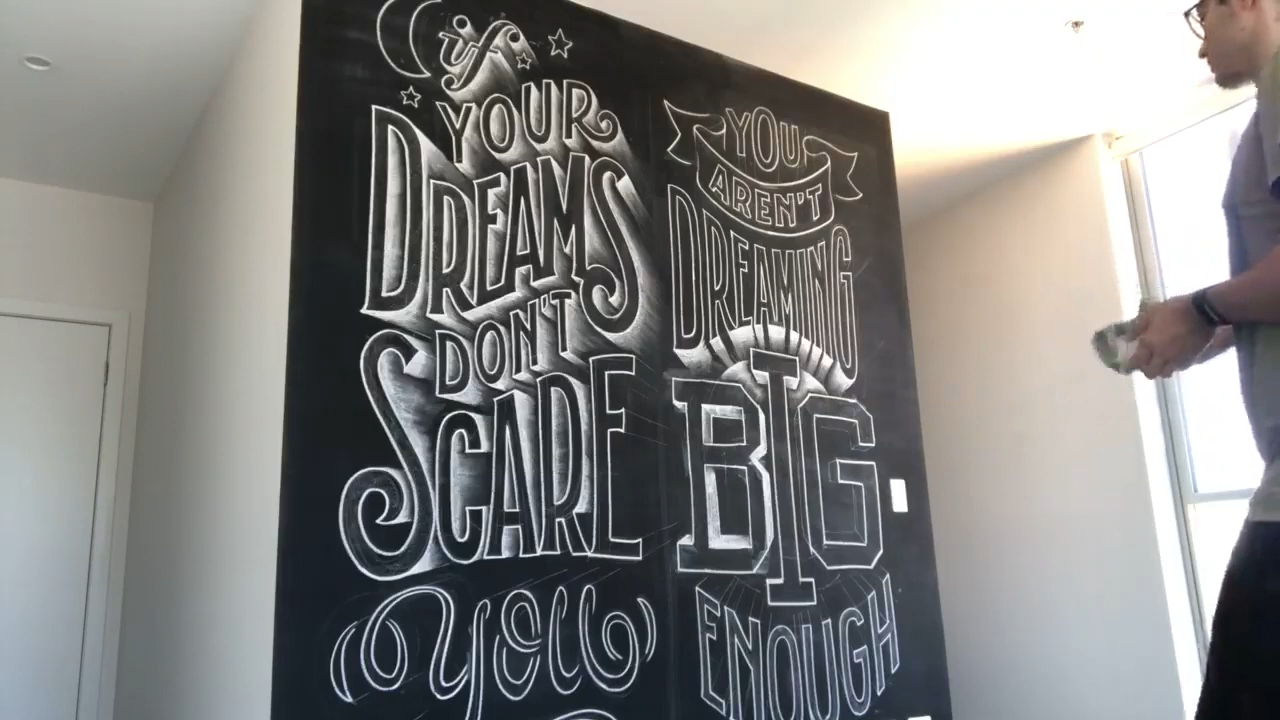 if
YOUR
DREAMS
DON'T
SCARE
you
YOU
AREN'T
DREAMING
BIG
ENOUGH